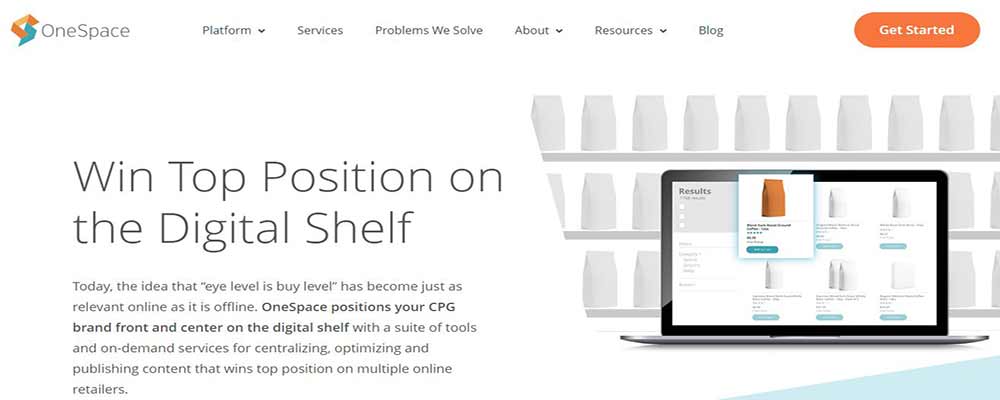 OneSpace
Platform
Services
Problems We Solve
About
Resources
Blog
Get Started
Win Top Position on
the Digital Shelf
Today, the idea that “eye level is buy level” has become just as
relevant online as it is offline. OneSpace positions your CPG
brand front and center on the digital shelf with a suite of tools
and on-demand services for centralizing, optimizing and
publishing content that wins top position on multiple online
retailers.
Results